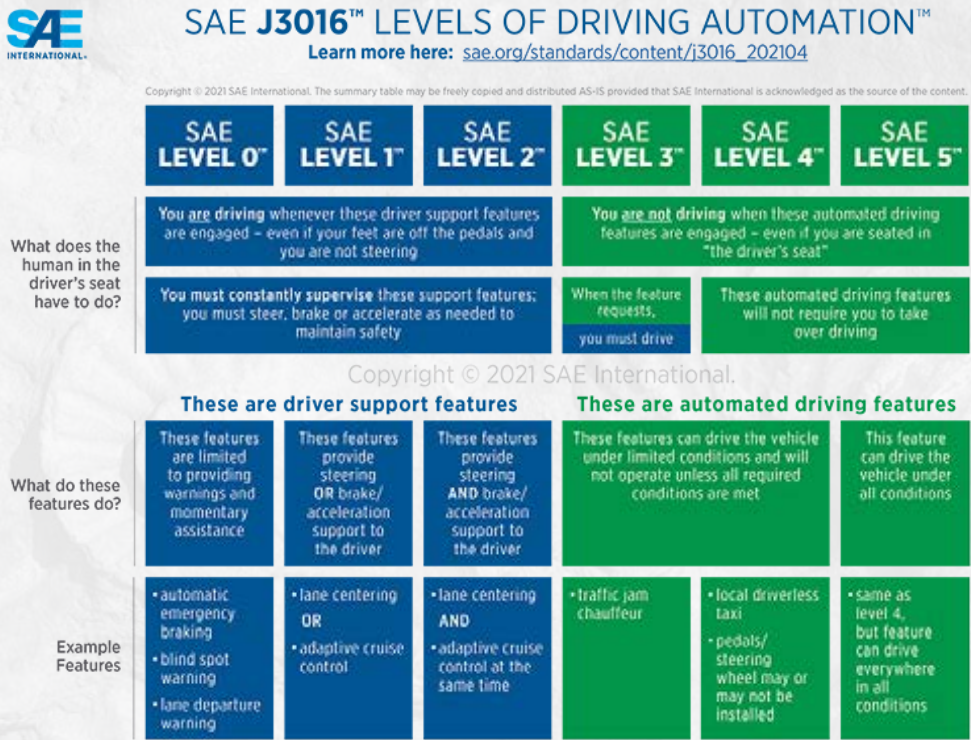 SAE
INTERNATIONAL®
SAE J3016™ LEVELS OF DRIVING AUTOMATION™
Learn more here: sae.org/standards/content/j3016_202104
Copyright © 2021 SAE International. The summary table may be freely copied and distributed AS-IS provided that SAE International is acknowledged as the source of the content.
SAE
LEVEL 0™
SAE
LEVEL 1™
SAE
LEVEL 2™
SAE
LEVEL 3™
SAE
LEVEL 4™
SAE
LEVEL 5™
What does the
human in the
driver's seat
have to do?
You are driving whenever these driver support features
are engaged – even if your feet are off the pedals and
you are not steering
You are not driving when these automated driving
features are engaged – even if you are seated in
"the driver's seat"
You must constantly supervise these support features;
you must steer, brake or accelerate as needed to
maintain safety
When the feature
requests,
you must drive
These automated driving features
will not require you to take
over driving
Copyright © 2021 SAE International.
These are driver support features
These are automated driving features
What do these
features do?
These features
are limited
to providing
warnings and
momentary
assistance
These features
provide
steering
OR brake/
acceleration
support to
the driver
These features
provide
steering
AND brake/
acceleration
support to
the driver
These features can drive the vehicle
under limited conditions and will
not operate unless all required
conditions are met
This feature
can drive the
vehicle under
all conditions
Example
Features
• automatic
emergency
braking
• blind spot
warning
• lane departure
warning
• lane centering
OR
• adaptive cruise
control
• lane centering
AND
• adaptive cruise
control at the
same time
• traffic jam
chauffeur
• local driverless
taxi
• pedals/
steering
wheel may or
may not be
installed
• same as
level 4,
but feature
can drive
everywhere
in all
conditions